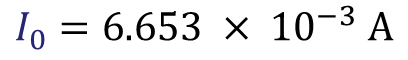 I₀ = 6.653 × 10⁻³ A